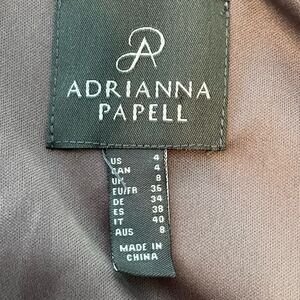 ADRIANNA
PAPELL
US 4
CAN 4
UK 8
EU/FR 36
DE 34
ES 38
IT 40
AUS 8
MADE IN
CHINA